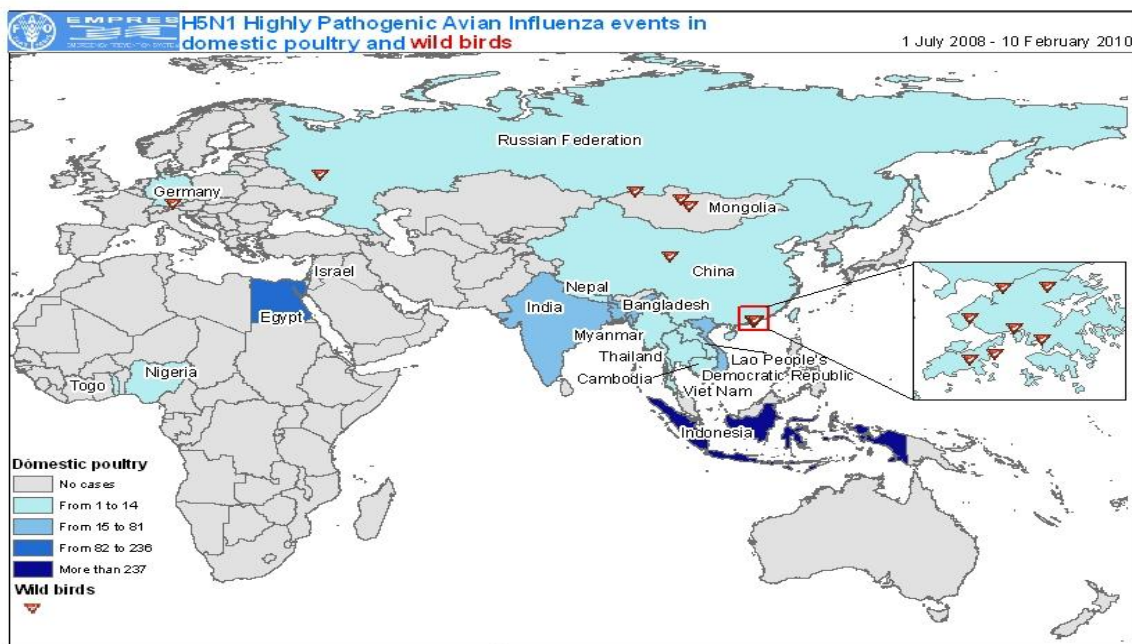 EMPRES
EMERGENCY PREVENTION SYSTEM
H5N1 Highly Pathogenic Avian Influenza events in
domestic poultry and wild birds
1 July 2008 - 10 February 2010
Russian Federation
Germany
Mongolia
China
Israel
Nepal
India
Bangladesh
Egypt
Myanmar
Thailand
Lao People's
Democratic Republic
Cambodia
Viet Nam
Togo
Nigeria
Indonesia
Domestic poultry
No cases
From 1 to 14
From 15 to 81
From 82 to 236
More than 237
Wild birds